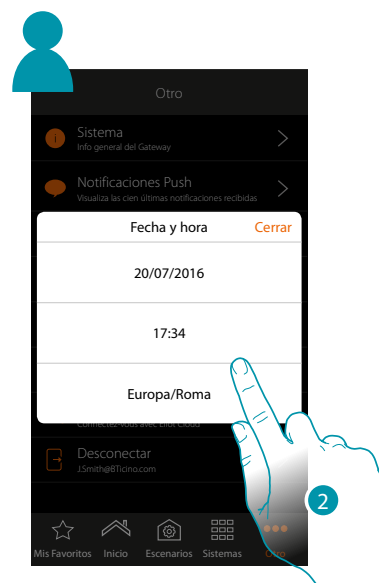 Otro
Sistema
Info general del Gateway
Notificaciones Push
Visualiza las cien últimas notificaciones recibidas
Fecha y hora Cerrar
20/07/2016
17:34
Europa/Roma
Connectez-vous avec Eliot Cloud
Desconectar
J.Smith@BTicino.com
2
Mis Favoritos Inicio Escenarios Sistemas Otro